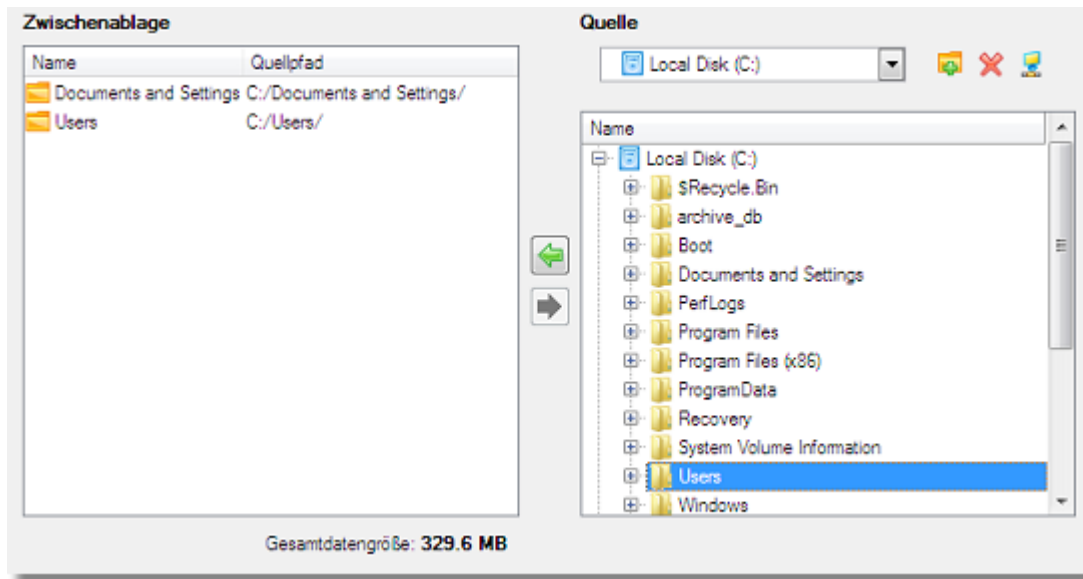 Zwischenablage
Name Quellpfad
Documents and Settings C:/Documents and Settings/
Users C:/Users/
Gesamtdatengröße: 329.6 MB
Quelle
Local Disk (C:)
Name
Local Disk (C:)
$Recycle.Bin
archive_db
Boot
Documents and Settings
PerfLogs
Program Files
Program Files (x86)
ProgramData
Recovery
System Volume Information
Users
Windows